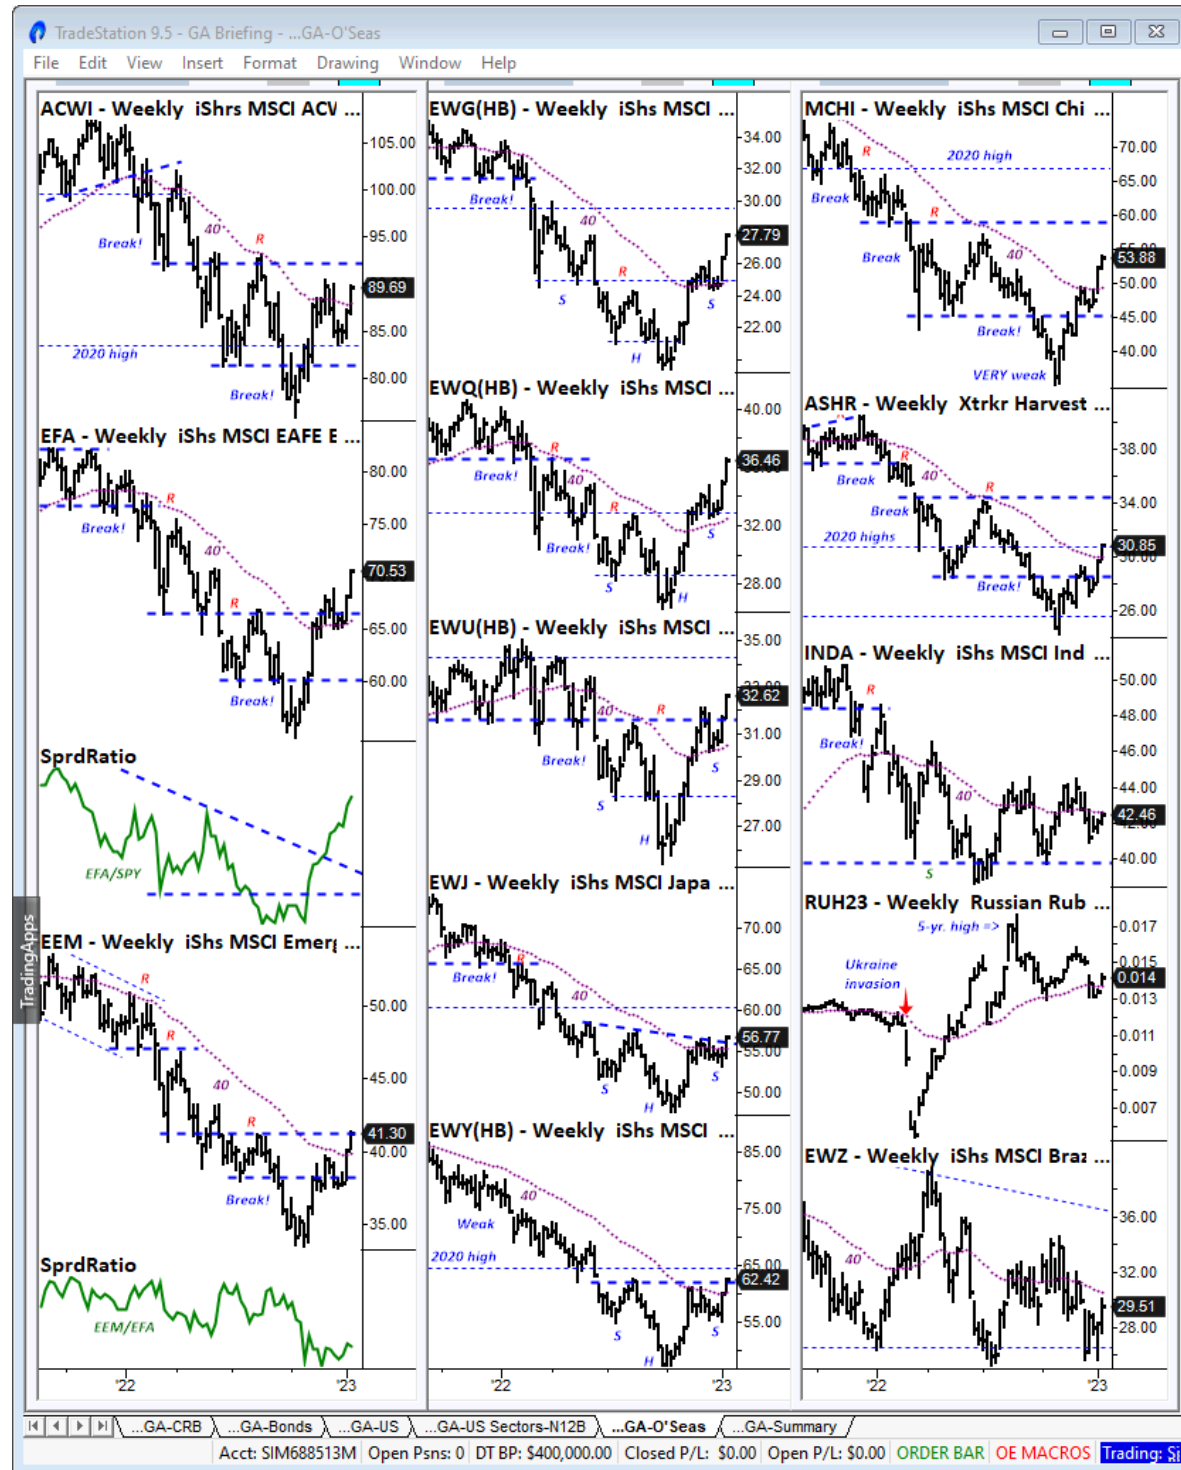 TradeStation 9.5 - GA Briefing - ...GA-O'Seas
File Edit View Insert Format Drawing Window Help
ACWI - Weekly iShrs MSCI ACV ...
105.00
100.00
95.00
89.69
85.00
80.00
Break!
40
R
2020 high
Break!
EFA - Weekly iShs MSCI EAFE E ...
80.00
75.00
70.53
65.00
60.00
Break!
R
40
R
Break!
SprdRatio
EFA/SPY
EEM - Weekly iShs MSCI Emerg ...
50.00
45.00
41.30
40.00
35.00
R
R
40
R
Break!
SprdRatio
EEM/EFA
'22 '23
EWG(HB) - Weekly iShs MSCI ...
34.00
32.00
30.00
27.79
26.00
24.00
22.00
Break!
40
R
S
S
H
EWQ(HB) - Weekly iShs MSCI ...
40.00
36.46
32.00
28.00
R
Break!
40
R
Break!
S
S
H
EWU(HB) - Weekly iShs MSCI ...
35.00
32.62
31.00
29.00
27.00
40
R
Break!
S
S
H
EWJ - Weekly iShs MSCI Japa ...
70.00
65.00
60.00
56.77
55.00
50.00
R
Break!
40
S
S
H
EWY(HB) - Weekly iShs MSCI ...
85.00
75.00
65.00
62.42
55.00
40
Weak
2020 high
S
S
H
'22 '23
MCHI - Weekly iShs MSCI Chi ...
70.00
65.00
60.00
53.88
50.00
45.00
40.00
R
2020 high
Break
R
Break
40
Break!
VERY weak
ASHR - Weekly Xtrkr Harvest ...
38.00
34.00
30.85
30.00
26.00
R
40
Break
R
Break
2020 highs
Break!
INDA - Weekly iShs MSCI Ind ...
50.00
48.00
46.00
44.00
42.46
40.00
R
Break!
40
S
RUH23 - Weekly Russian Rub ...
0.017
0.015
0.014
0.013
0.011
0.009
0.007
5-yr. high =>
Ukraine
invasion
EWZ - Weekly iShs MSCI Braz ...
36.00
32.00
29.51
28.00
40
'22 '23
TradingApps
...GA-CRB ...GA-Bonds ...GA-US ...GA-US Sectors-N12B ...GA-O'Seas ...GA-Summary
Acct: SIM688513M Open Psns: 0 DT BP: $400,000.00 Closed P/L: $0.00 Open P/L: $0.00 ORDER BAR OE MACROS Trading: